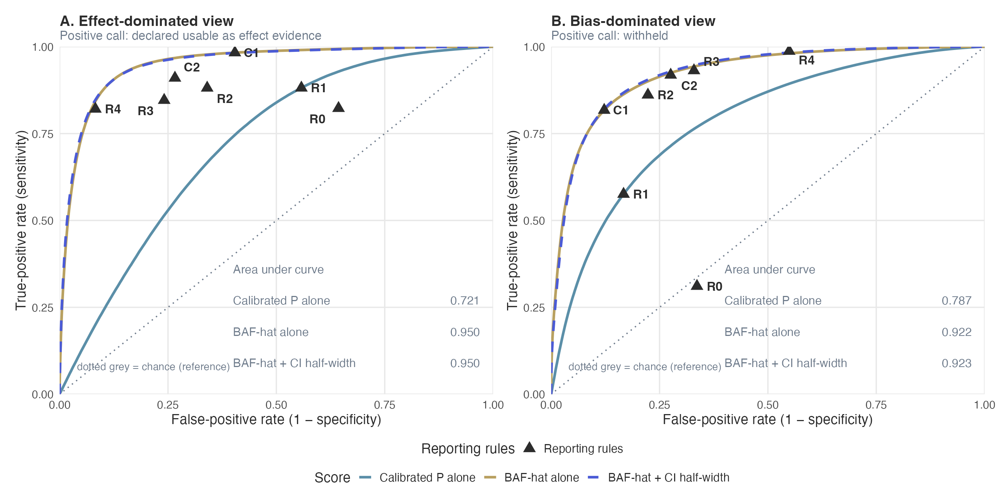 A. Effect-dominated view
Positive call: declared usable as effect evidence
True-positive rate (sensitivity)
1.00
0.75
0.50
0.25
0.00
C1
C2
R2
R1
R3
R4
R0
Area under curve
Calibrated P alone 0.721
BAF-hat alone 0.950
BAF-hat + CI half-width 0.950
dotted grey = chance (reference)
0.00 0.25 0.50 0.75 1.00
False-positive rate (1 − specificity)
B. Bias-dominated view
Positive call: withheld
True-positive rate (sensitivity)
1.00
0.75
0.50
0.25
0.00
R3
R4
C2
R2
C1
R1
R0
Area under curve
Calibrated P alone 0.787
BAF-hat alone 0.922
BAF-hat + CI half-width 0.923
dotted grey = chance (reference)
0.00 0.25 0.50 0.75 1.00
False-positive rate (1 − specificity)
Reporting rules Reporting rules
Score Calibrated P alone BAF-hat alone BAF-hat + CI half-width